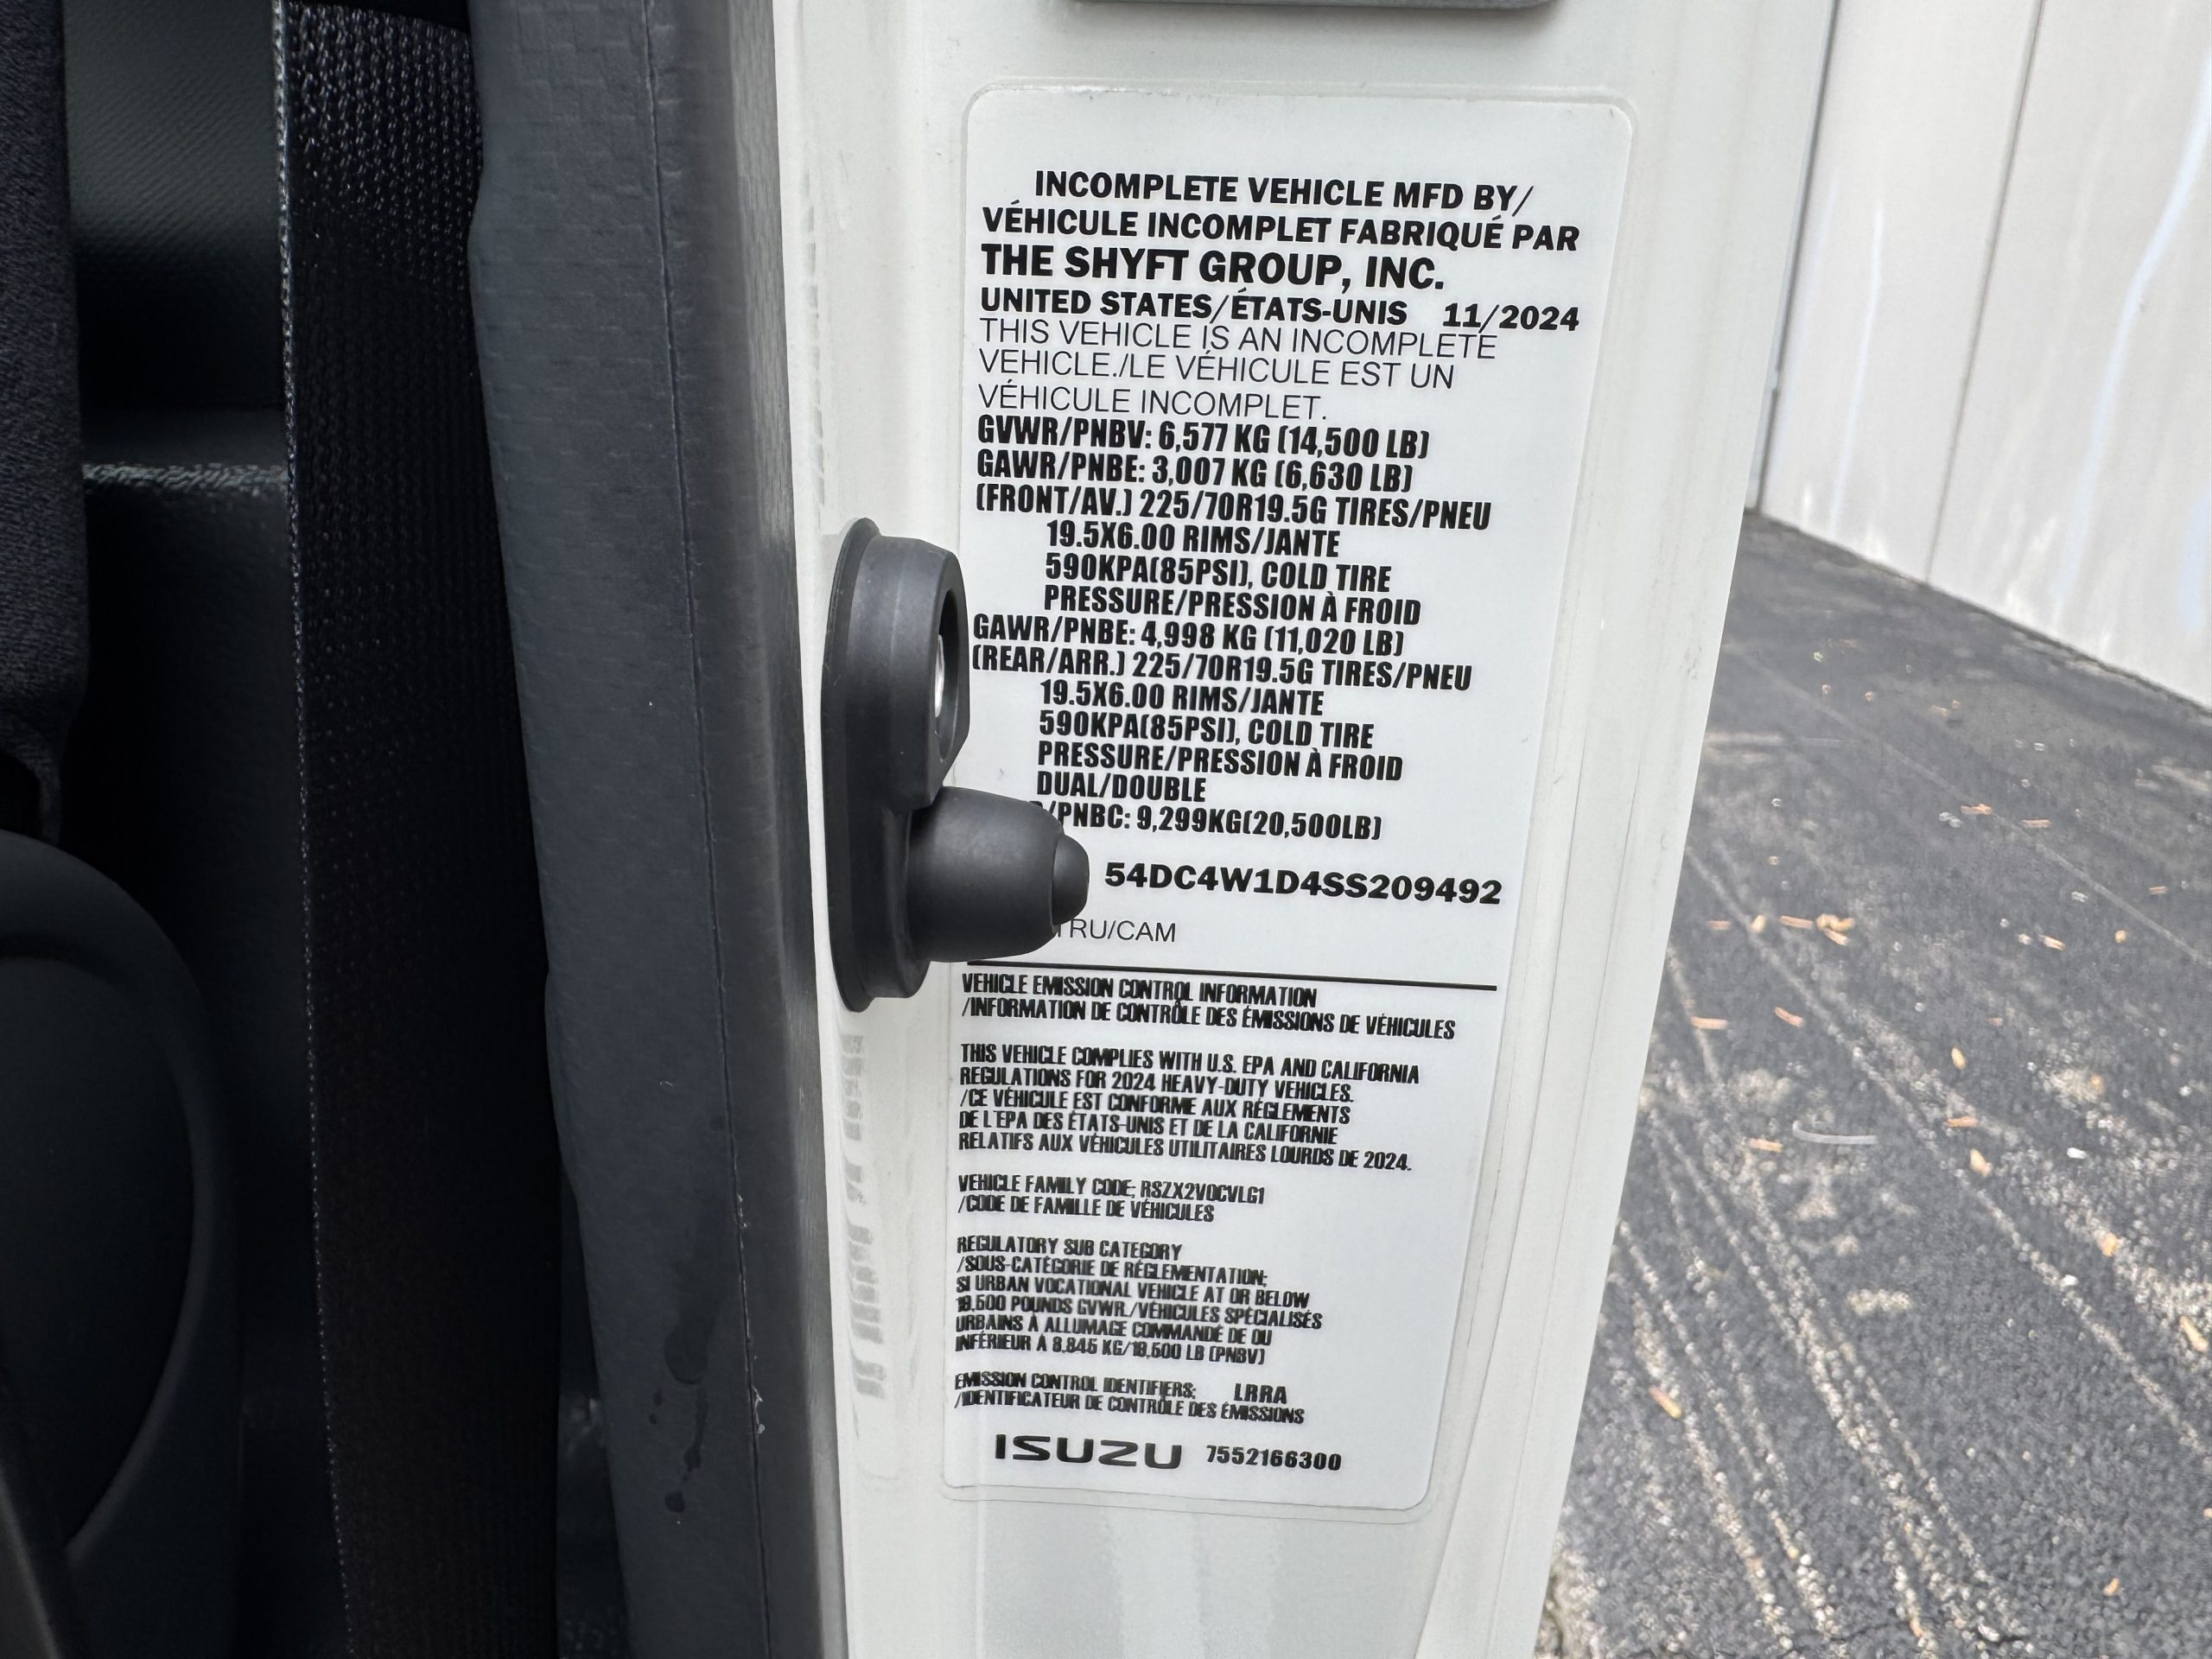 INCOMPLETE VEHICLE MFD BY/
VÉHICULE INCOMPLET FABRIQUÉ PAR
THE SHYFT GROUP, INC.
UNITED STATES/ÉTATS-UNIS 11/2024
THIS VEHICLE IS AN INCOMPLETE
VEHICLE./LE VÉHICULE EST UN
VÉHICULE INCOMPLET.
GVWR/PNBV: 6,577 KG (14,500 LB)
GAWR/PNBE: 3,007 KG (6,630 LB)
(FRONT/AV.) 225/70R19.5G TIRES/PNEU
19.5X6.00 RIMS/JANTE
590KPA(85PSI), COLD TIRE
PRESSURE/PRESSION À FROID
GAWR/PNBE: 4,998 KG (11,020 LB)
(REAR/ARR.) 225/70R19.5G TIRES/PNEU
19.5X6.00 RIMS/JANTE
590KPA(85PSI), COLD TIRE
PRESSURE/PRESSION À FROID
DUAL/DOUBLE
/PNBC: 9,299KG(20,500LB)
54DC4W1D4SS209492
TRU/CAM
VEHICLE EMISSION CONTROL INFORMATION
/INFORMATION DE CONTRÔLE DES ÉMISSIONS DE VÉHICULES
THIS VEHICLE COMPLIES WITH U.S. EPA AND CALIFORNIA
REGULATIONS FOR 2024 HEAVY-DUTY VEHICLES.
/CE VÉHICULE EST CONFORME AUX RÉGLEMENTS
DE L'EPA DES ÉTATS-UNIS ET DE LA CALIFORNIE
RELATIFS AUX VÉHICULES UTILITAIRES LOURDS DE 2024.
VEHICLE FAMILY CODE; RSZX2VOCVLG1
/CODE DE FAMILLE DE VÉHICULES
REGULATORY SUB CATEGORY
/SOUS-CATÉGORIE DE RÉGLEMENTATION;
SI URBAN VOCATIONAL VEHICLE AT OR BELOW
19,500 POUNDS GVWR./VÉHICULES SPÉCIALISÉS
URBAINS À ALLUMAGE COMMANDÉ DE OU
INFÉRIEUR À 8,845 KG/19,500 LB (PNBV)
EMISSION CONTROL IDENTIFIERS; LRRA
/IDENTIFICATEUR DE CONTRÔLE DES ÉMISSIONS
ISUZU 7552166300